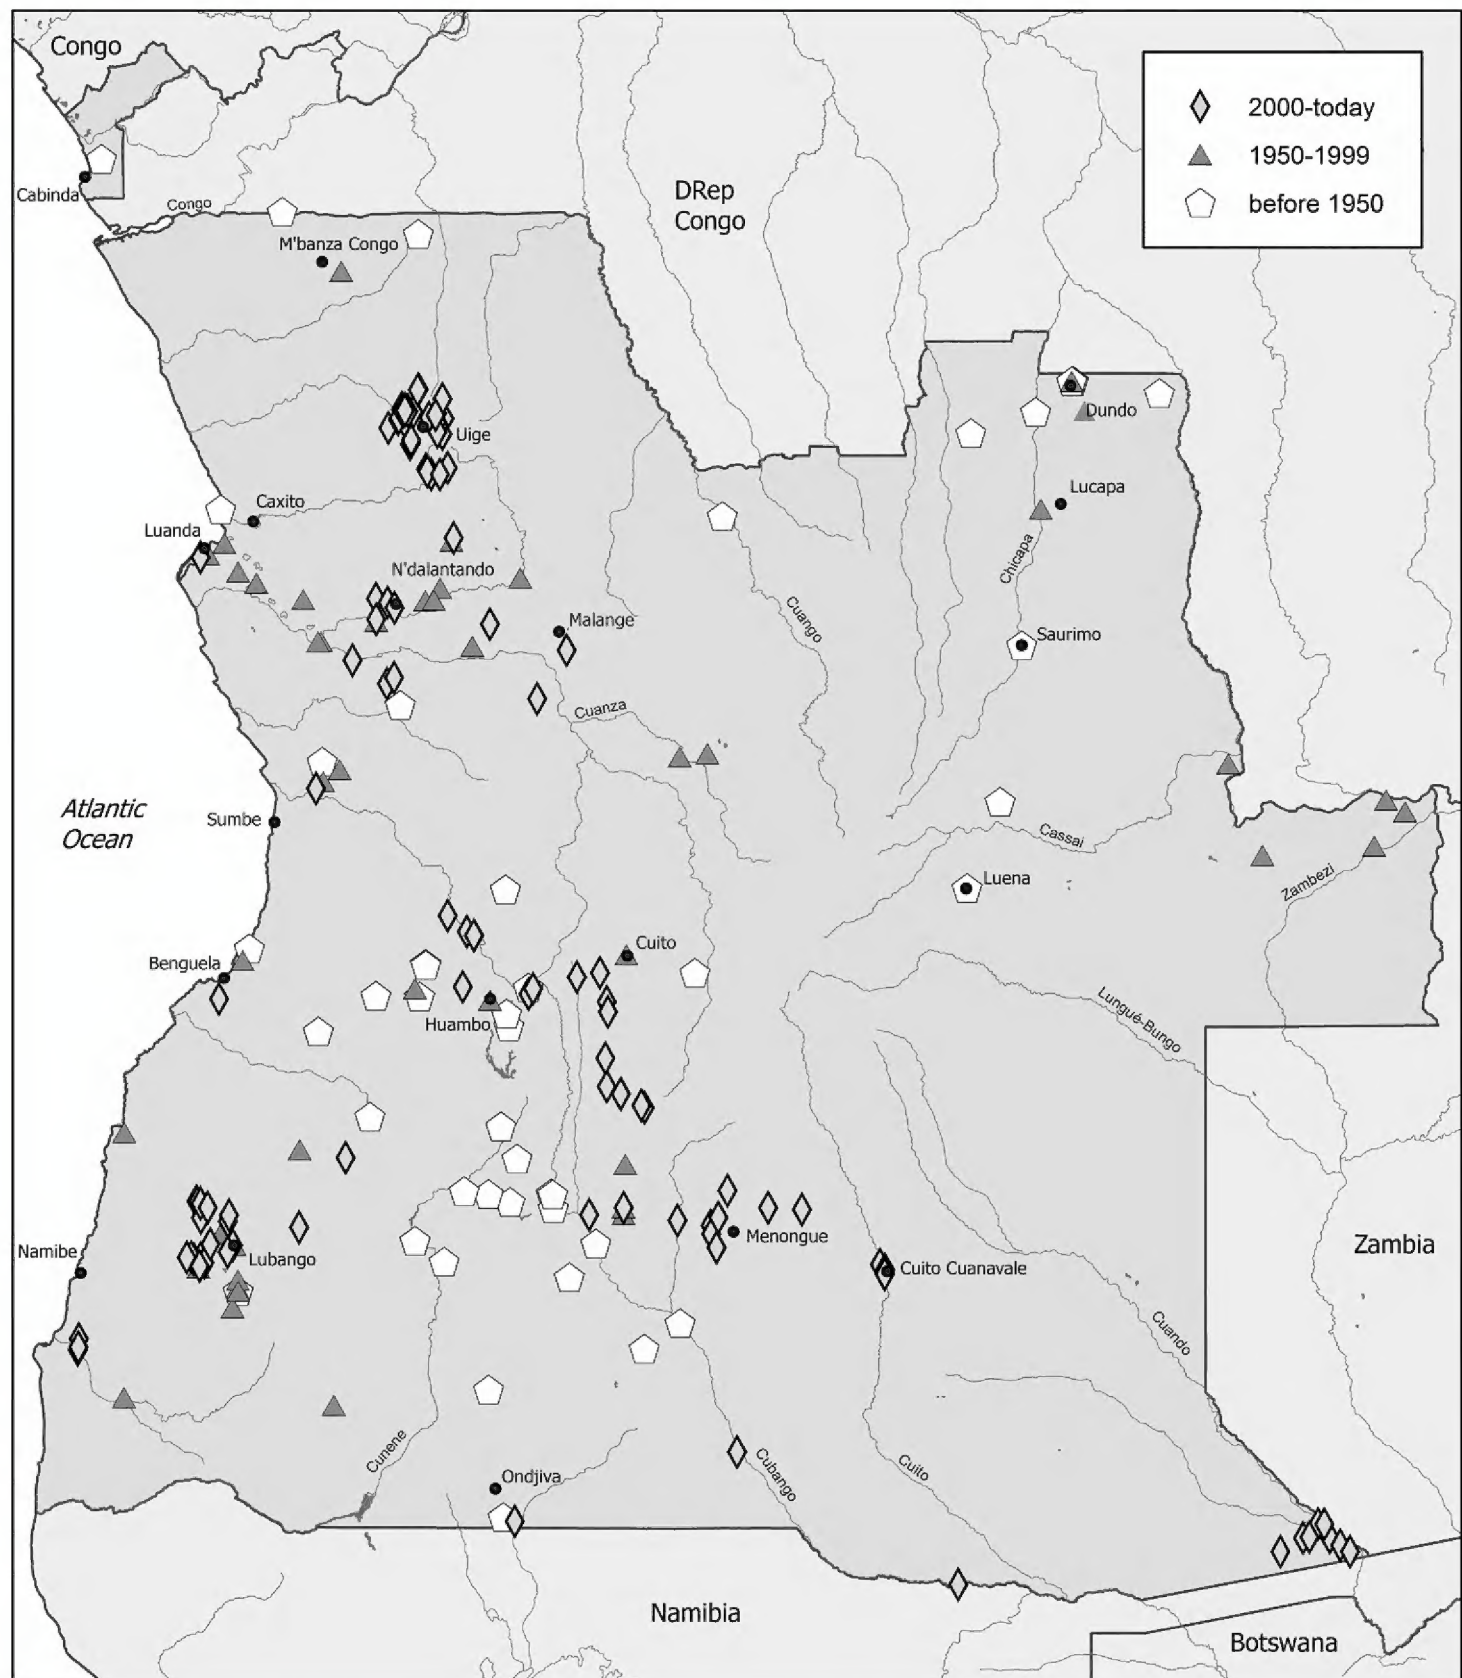 Congo
2000-today
1950-1999
before 1950
Cabinda
Congo
DRep
Congo
M'banza Congo
Dundo
Uige
Lucapa
Caxito
Luanda
Chicapa
N'dalantando
Malange
Cuango
Saurimo
Cuanza
Atlantic
Ocean
Sumbe
Cassai
Luena
Zambezi
Cuito
Benguela
Lungué-Bungo
Huambo
Menongue
Namibe
Lubango
Cuito Cuanavale
Zambia
Cuando
Cunene
Ondjiva
Cubango
Cuito
Namibia
Botswana